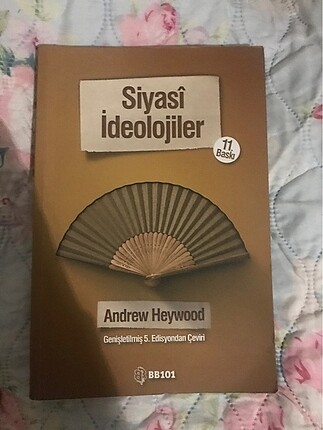 Siyasî
İdeolojiler
11.
Baskı
Andrew Heywood
Genişletilmiş 5. Edisyondan Çeviri
BB101